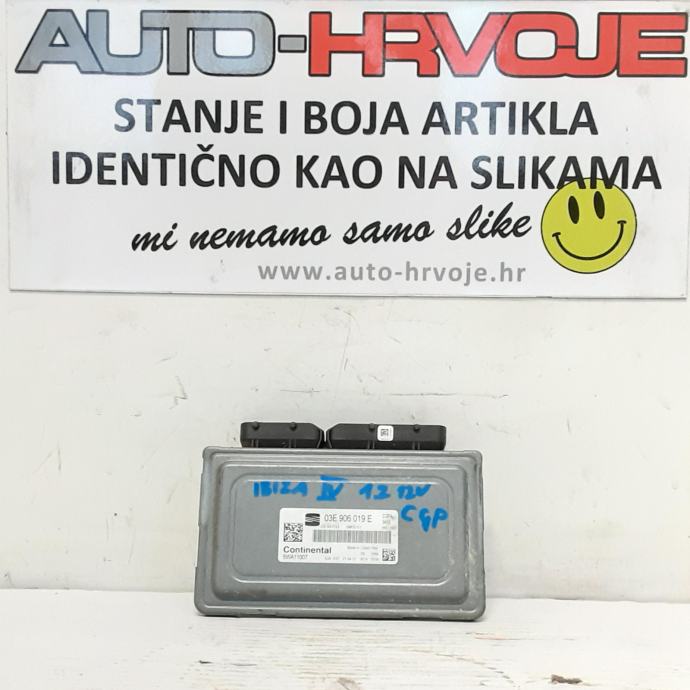 AUTO-HRVOJE
STANJE I BOJA ARTIKLA
IDENTIČNO KAO NA SLIKAMA
mi nemamo samo slike
www.auto-hrvoje.hr
IBIZA IV 1.2 12V
CGP
03E 906 019 E
Continental